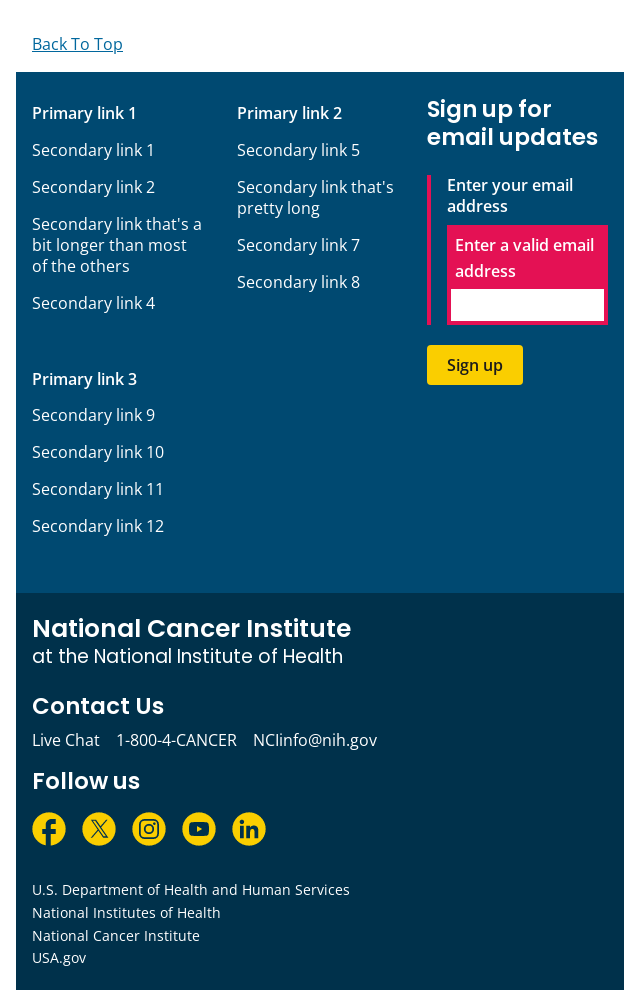 Back To Top
Primary link 1
Secondary link 1
Secondary link 2
Secondary link that's a
bit longer than most
of the others
Secondary link 4
Primary link 2
Secondary link 5
Secondary link that's
pretty long
Secondary link 7
Secondary link 8
Primary link 3
Secondary link 9
Secondary link 10
Secondary link 11
Secondary link 12
Sign up for
email updates
Enter your email
address
Enter a valid email
address
Sign up
National Cancer Institute
at the National Institute of Health
Contact Us
Live Chat 1-800-4-CANCER NCIinfo@nih.gov
Follow us
U.S. Department of Health and Human Services
National Institutes of Health
National Cancer Institute
USA.gov